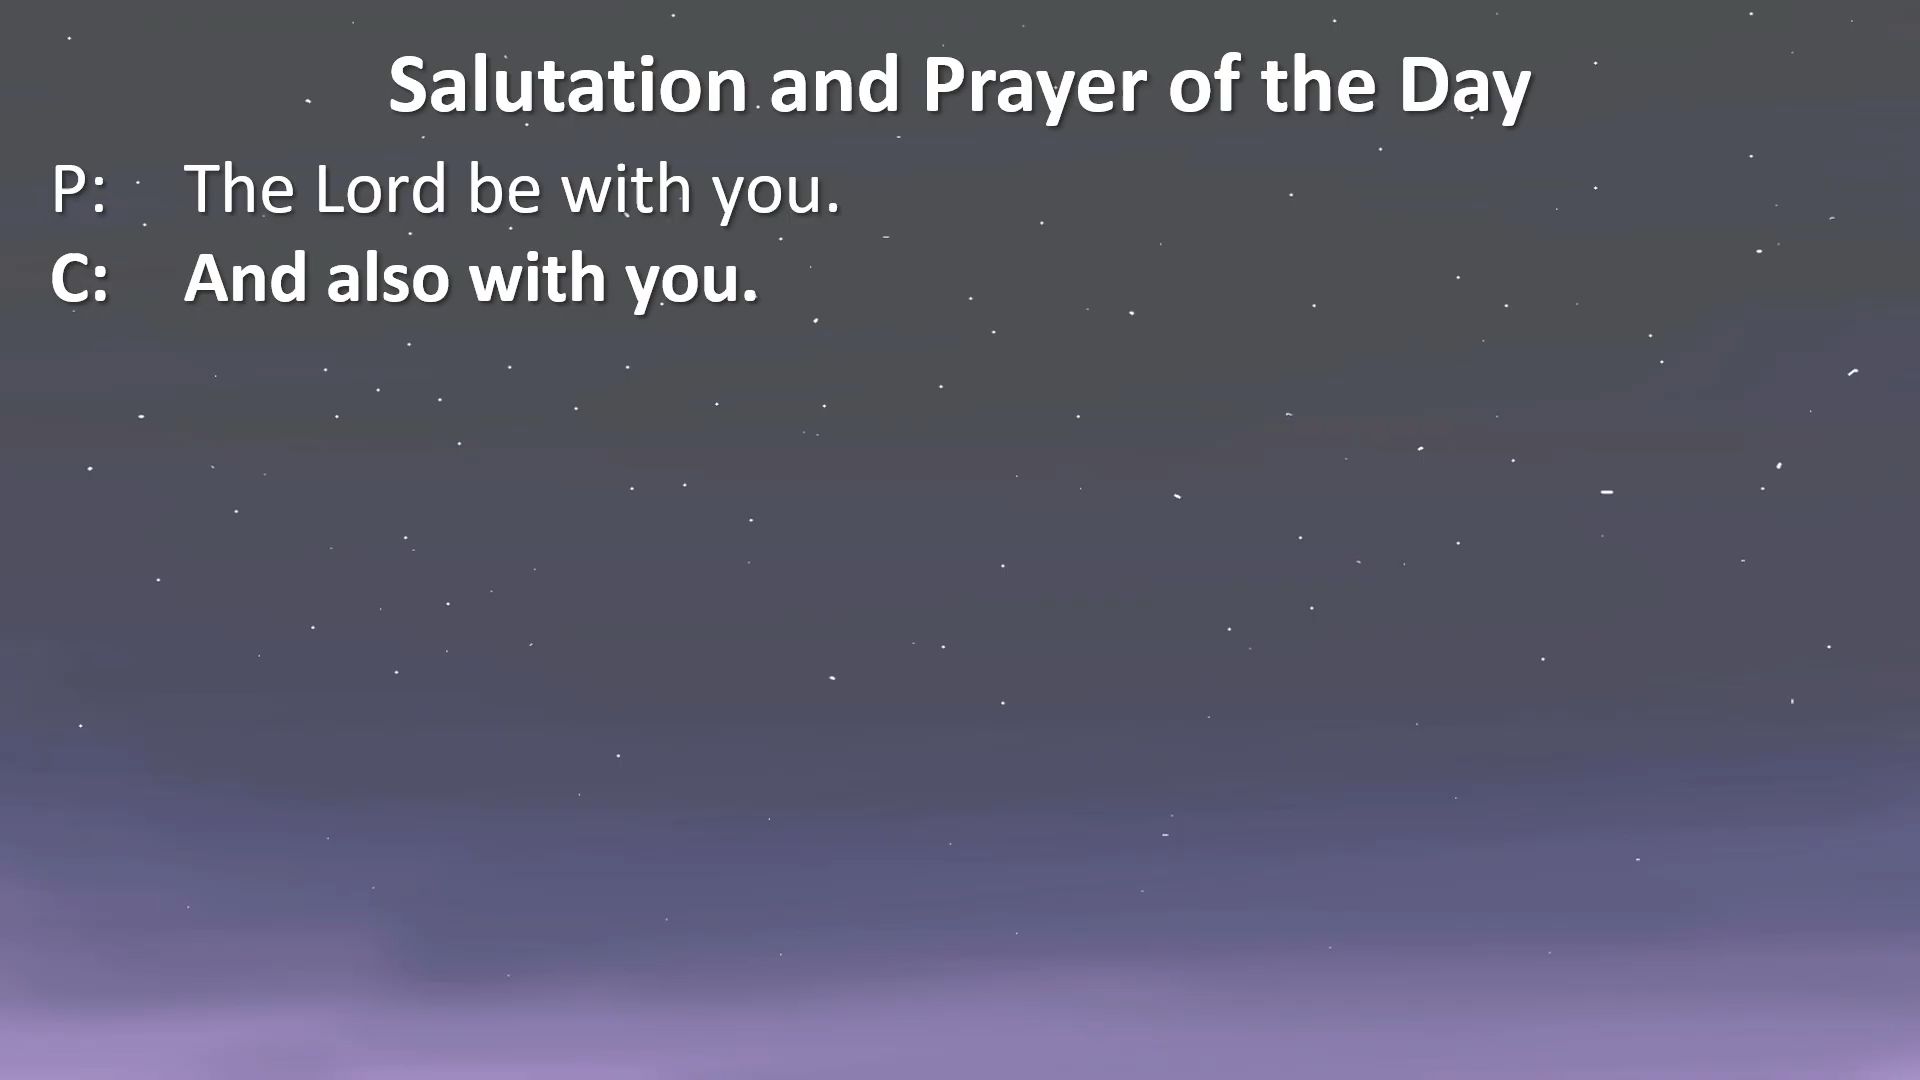 Salutation and Prayer of the Day
P: The Lord be with you.
C: And also with you.